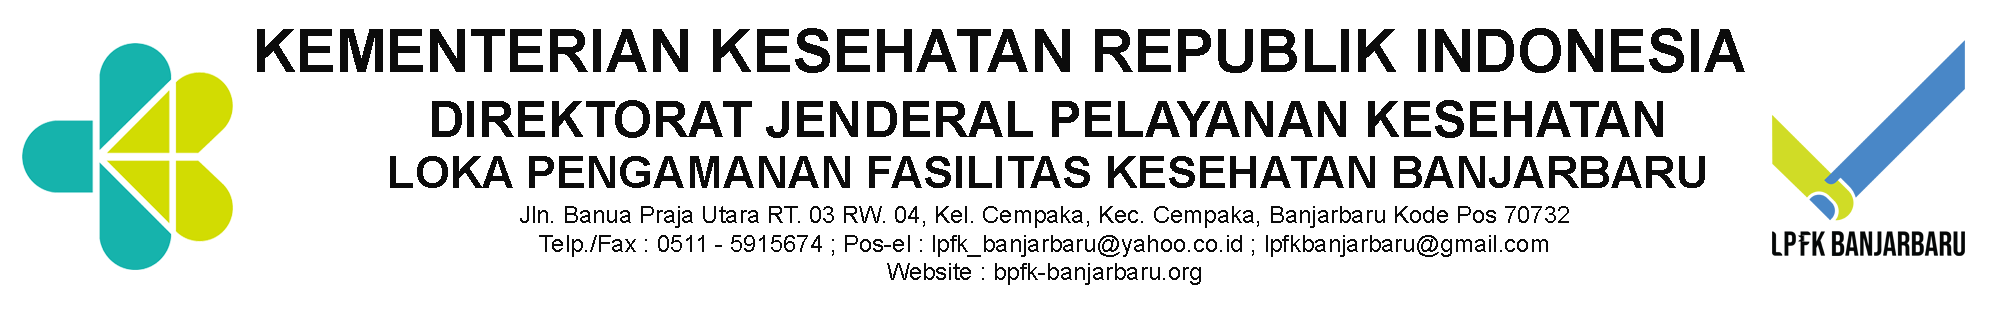 KEMENTERIAN KESEHATAN REPUBLIK INDONESIA
DIREKTORAT JENDERAL PELAYANAN KESEHATAN
LOKA PENGAMANAN FASILITAS KESEHATAN BANJARBARU
Jln. Banua Praja Utara RT. 03 RW. 04, Kel. Cempaka, Kec. Cempaka, Banjarbaru Kode Pos 70732
Telp./Fax : 0511 - 5915674 ; Pos-el : lpfk_banjarbaru@yahoo.co.id ; lpfkbanjarbaru@gmail.com
Website : bpfk-banjarbaru.org
LPFK BANJARBARU